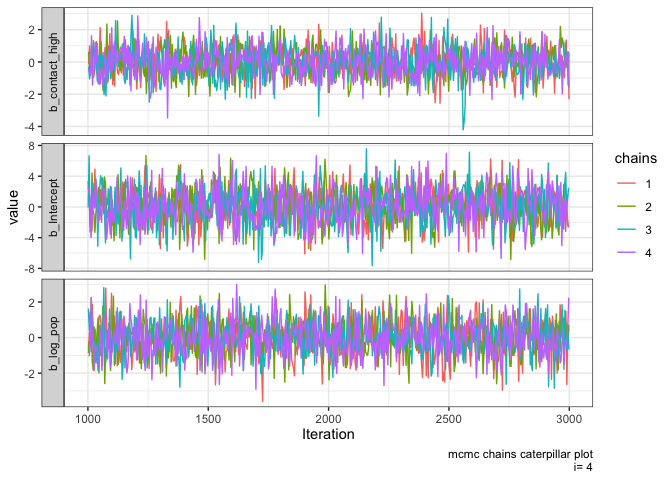 2
0
-2
-4
b_contact_high
8
4
0
-4
-8
b_Intercept
2
0
-2
b_log_pop
value
1000
1500
2000
2500
3000
Iteration
chains
1
2
3
4
mcmc chains caterpillar plot
i= 4